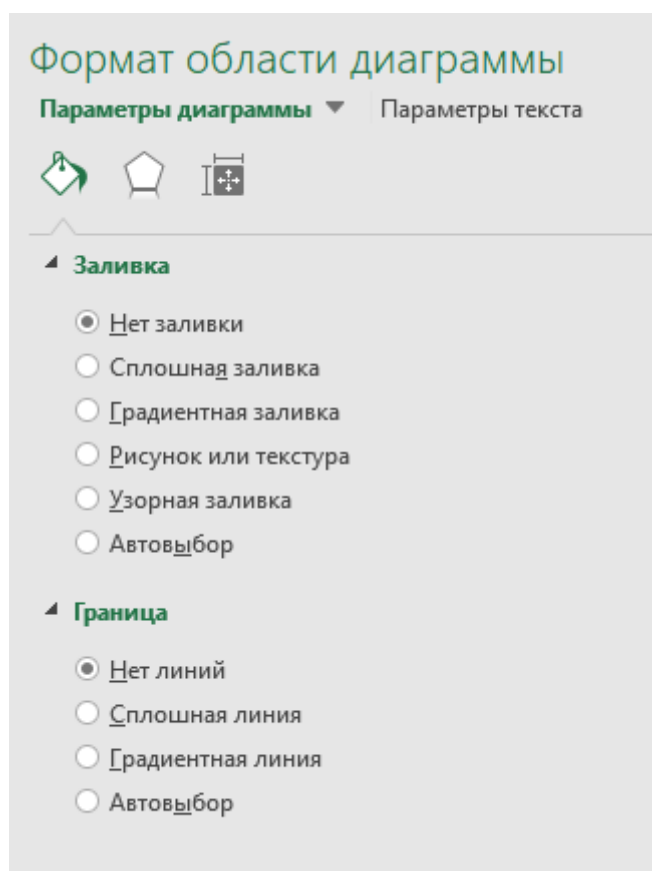 Формат области диаграммы
Параметры диаграммы Параметры текста
Заливка
Нет заливки
Сплошная заливка
Градиентная заливка
Рисунок или текстура
Узорная заливка
Автовыбор
Граница
Нет линий
Сплошная линия
Градиентная линия
Автовыбор